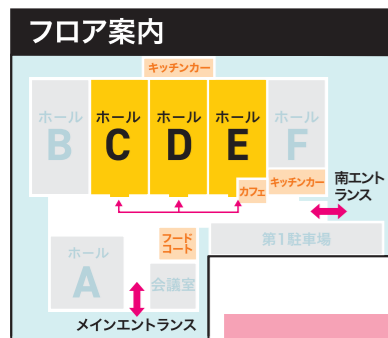 フロア案内
キッチンカー
ホール
B
ホール
C
ホール
D
ホール
E
ホール
F
カフェ
キッチンカー
南エント
ランス
フード
コート
第1駐車場
ホール
A
会議室
メインエントランス